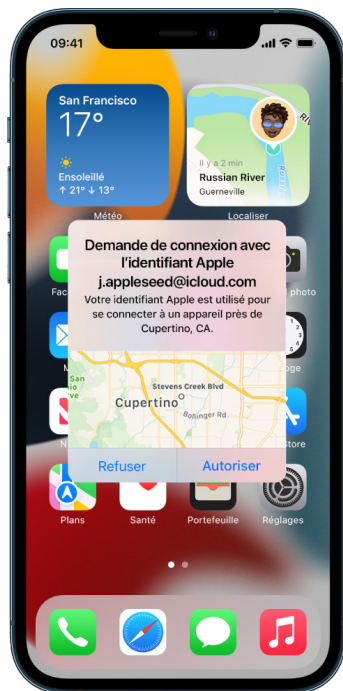 09:41
San Francisco
17°
Ensoleillé
↑ 21° ↓ 13°
Météo
Il y a 2 min
Russian River
Guerneville
Localiser
Demande de connexion avec
l'identifiant Apple
j.appleseed@icloud.com
Votre identifiant Apple est utilisé pour
se connecter à un appareil près de
Cupertino, CA.
Stevens Creek Blvd
Cupertino
Bollinger Rd
Refuser
Autoriser
Plans
Santé
Portefeuille
Réglages